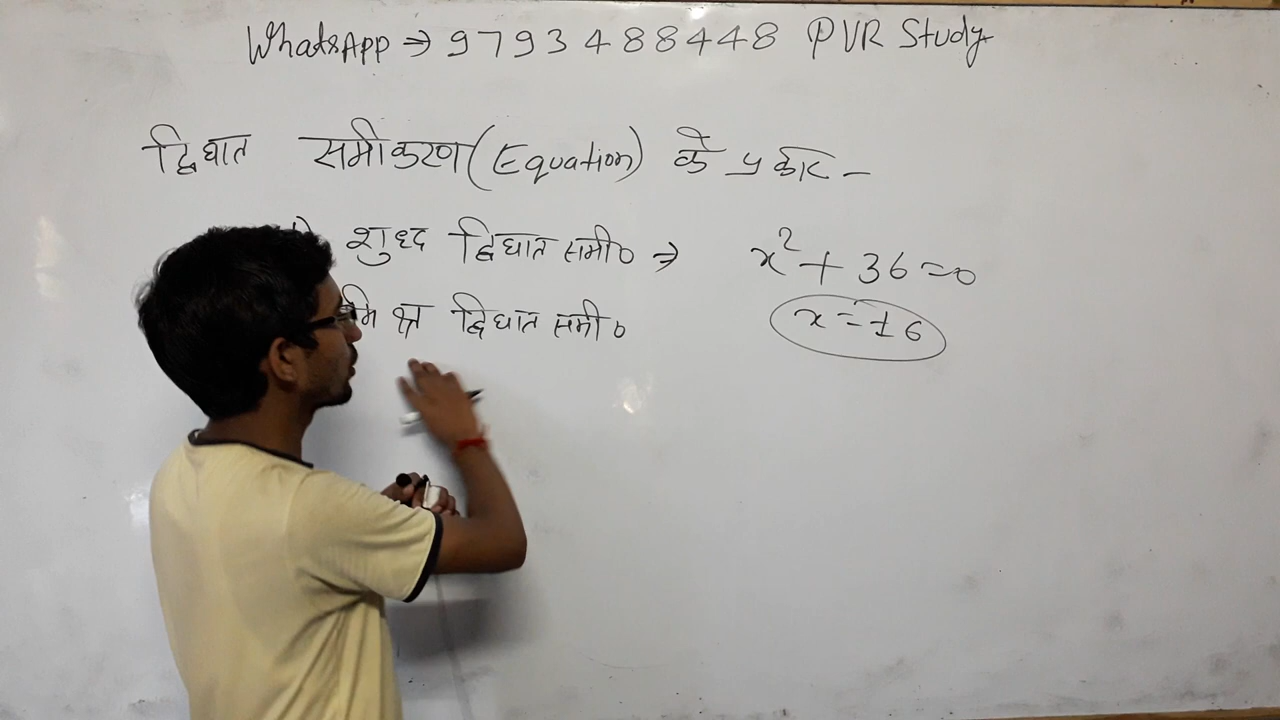 WhatsApp ⇒ 9793488448 PVR Study
द्विघात समीकरण (Equation) के प्रकार –
शुध्द द्विघात समी० ⇒ x² + 36 = 0
मिश्र द्विघात समी० x = ±6